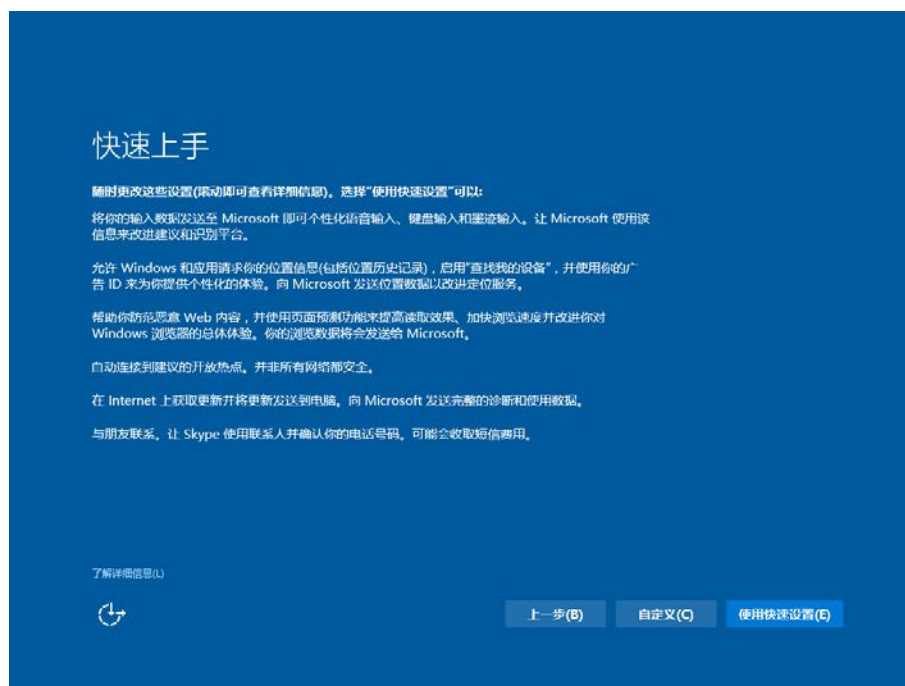 快速上手
随时更改这些设置(滚动即可查看详细信息)。选择"使用快速设置"可以:
将你的输入数据发送至 Microsoft 即可个性化语音输入、键盘输入和墨迹输入。让 Microsoft 使用该
信息来改进建议和识别平台。
允许 Windows 和应用请求你的位置信息(包括位置历史记录)，启用"查找我的设备"，并使用你的广
告 ID 来为你提供个性化的体验。向 Microsoft 发送位置数据以改进定位服务。
帮助你防范恶意 Web 内容，并使用页面预测功能来提高读取效果、加快浏览速度并改进你对
Windows 浏览器的总体体验。你的浏览数据将会发送给 Microsoft。
自动连接到建议的开放热点。并非所有网络都安全。
在 Internet 上获取更新并将更新发送到电脑。向 Microsoft 发送完整的诊断和使用数据。
与朋友联系。让 Skype 使用联系人并确认你的电话号码。可能会收取短信费用。
了解详细信息(L)
上一步(B) 自定义(C) 使用快速设置(E)